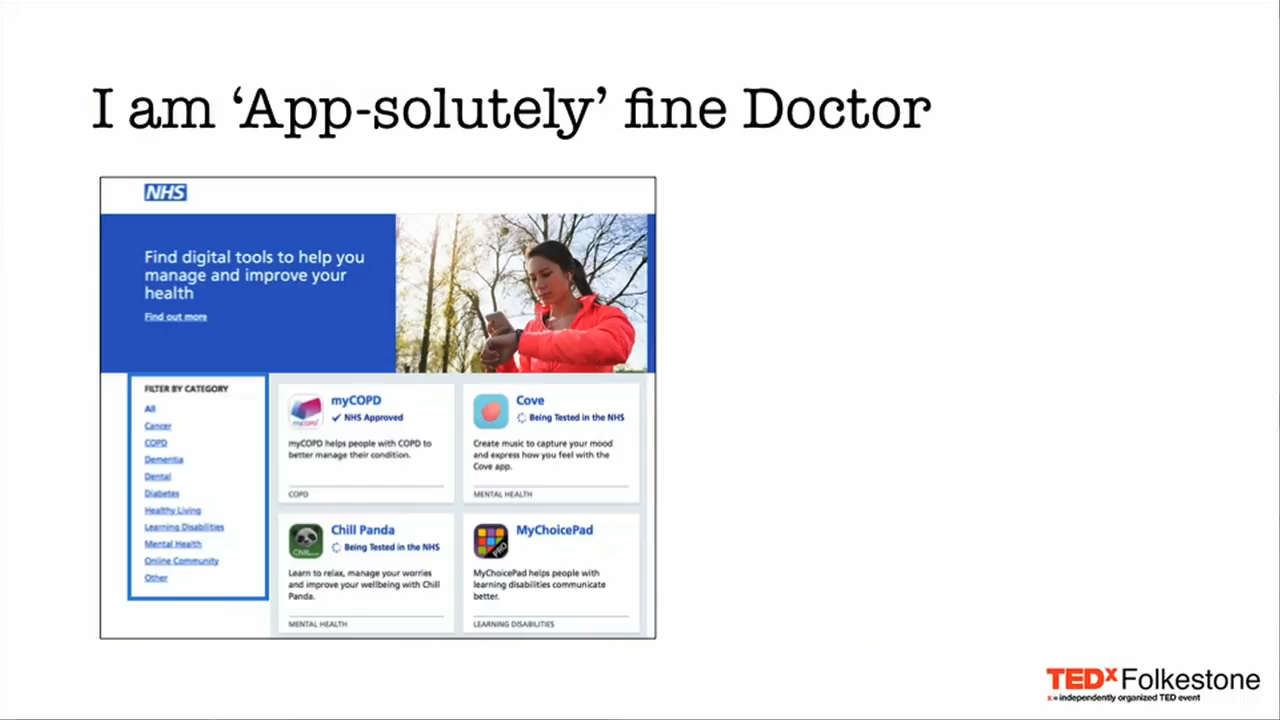 I am ‘App-solutely’ fine Doctor
NHS
Find digital tools to help you
manage and improve your
health
Find out more
FILTER BY CATEGORY
All
Cancer
COPD
Dementia
Dental
Diabetes
Healthy Living
Learning Disabilities
Mental Health
Online Community
Other
myCOPD
myCOPD
NHS Approved
myCOPD helps people with COPD to
better manage their condition.
COPD
Cove
Being Tested in the NHS
Create music to capture your mood
and express how you feel with the
Cove app.
MENTAL HEALTH
Chill
Chill Panda
Being Tested in the NHS
Learn to relax, manage your worries
and improve your wellbeing with Chill
Panda.
MENTAL HEALTH
PRO
MyChoicePad
MyChoicePad helps people with
learning disabilities communicate
better.
LEARNING DISABILITIES
TEDxFolkestone
x = independently organized TED event